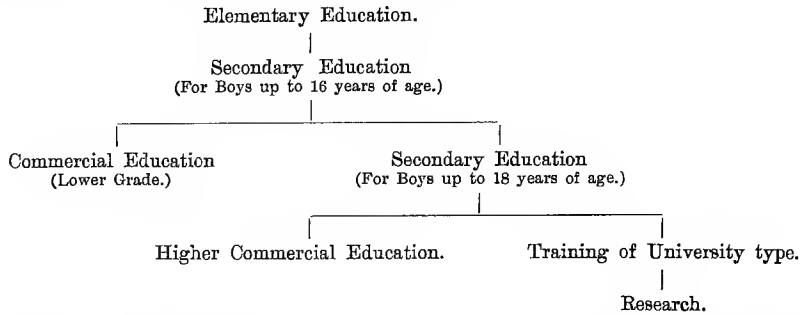 Elementary Education.
Secondary Education
(For Boys up to 16 years of age.)
Commercial Education
(Lower Grade.)
Secondary Education
(For Boys up to 18 years of age.)
Higher Commercial Education.
Training of University type.
Research.